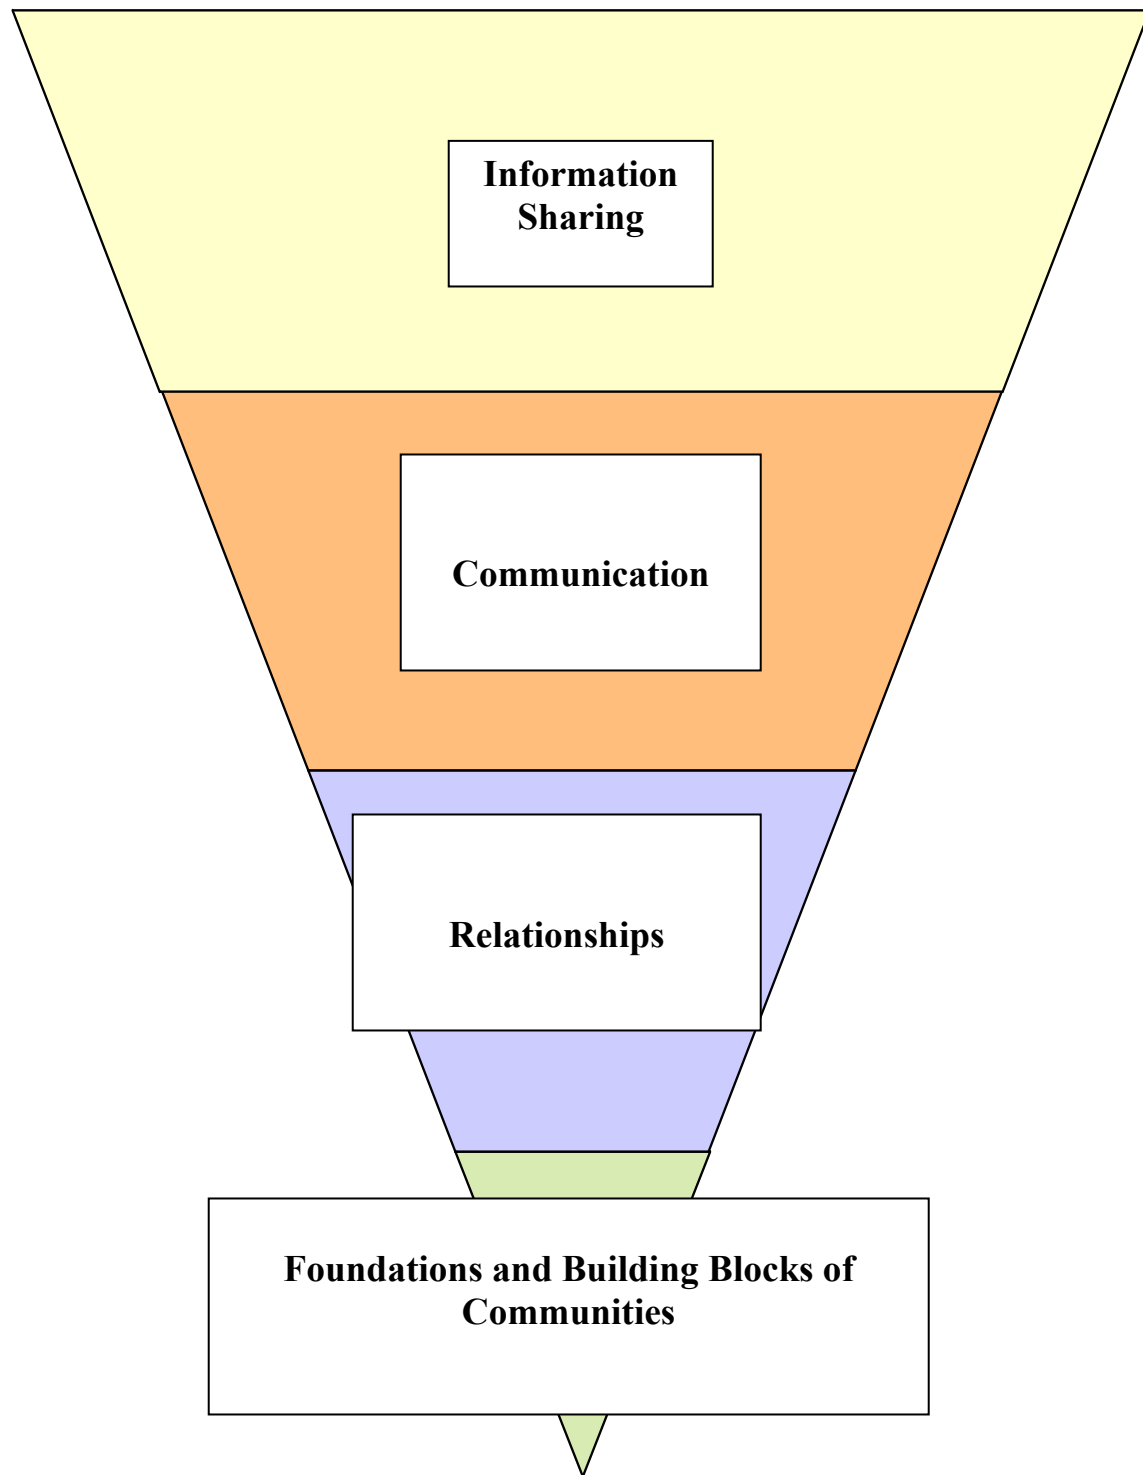 Information
Sharing
Communication
Relationships
Foundations and Building Blocks of
Communities